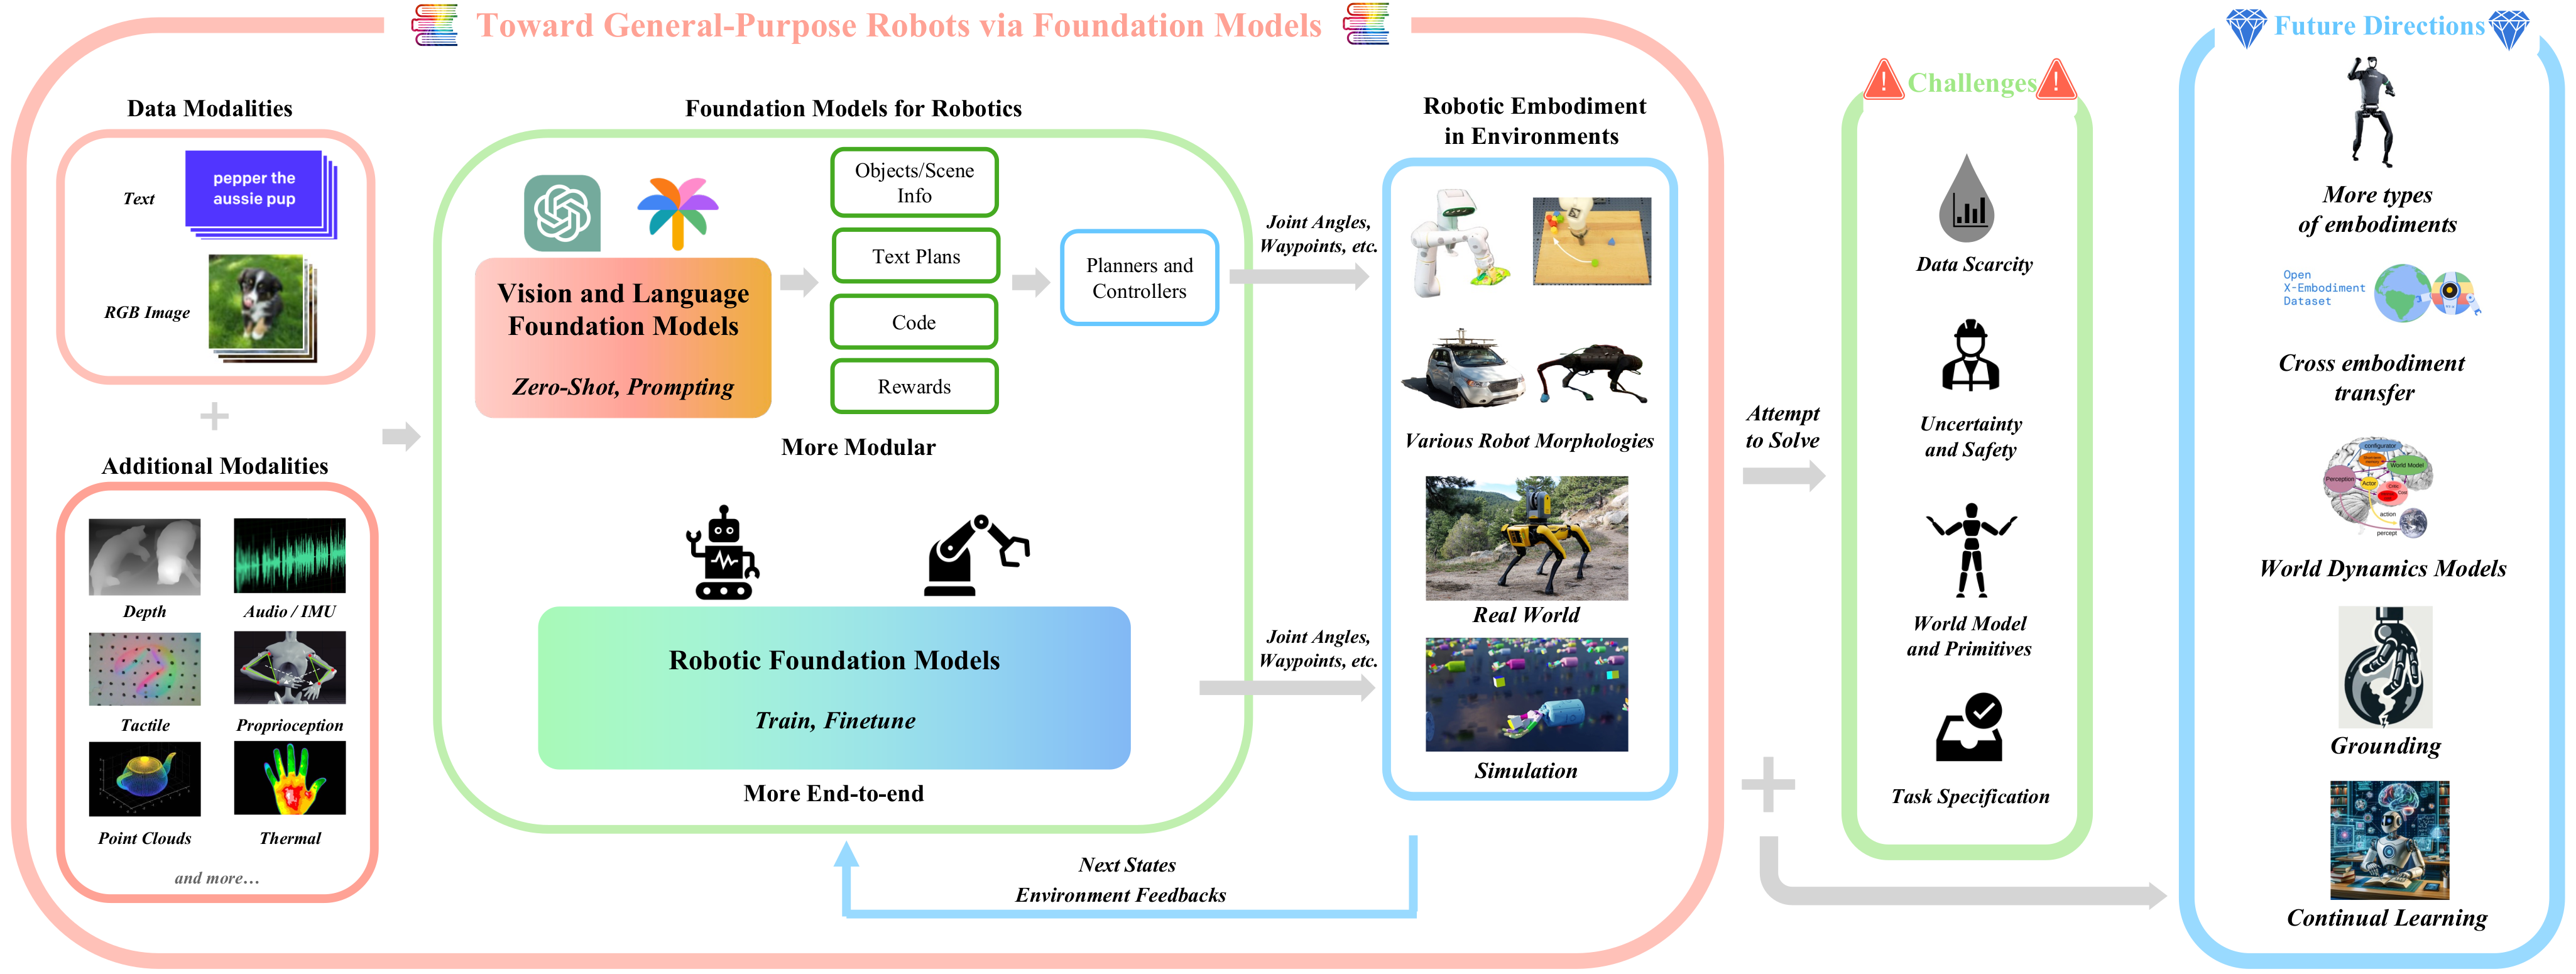 Toward General-Purpose Robots via Foundation Models
Data Modalities
Text
pepper the
aussie pup
RGB Image
Additional Modalities
Depth
Audio / IMU
Tactile
Proprioception
Point Clouds
Thermal
and more...
Foundation Models for Robotics
Vision and Language
Foundation Models
Zero-Shot, Prompting
Objects/Scene
Info
Text Plans
Code
Rewards
Planners and
Controllers
More Modular
Robotic Foundation Models
Train, Finetune
More End-to-end
Joint Angles,
Waypoints, etc.
Joint Angles,
Waypoints, etc.
Next States
Environment Feedbacks
Robotic Embodiment
in Environments
Various Robot Morphologies
Real World
Simulation
Attempt
to Solve
Challenges
Data Scarcity
Uncertainty
and Safety
World Model
and Primitives
Task Specification
Future Directions
More types
of embodiments
Open
X-Embodiment
Dataset
Cross embodiment
transfer
configurator
World Model
Perception
Actor
action
percept
World Dynamics Models
Grounding
Continual Learning